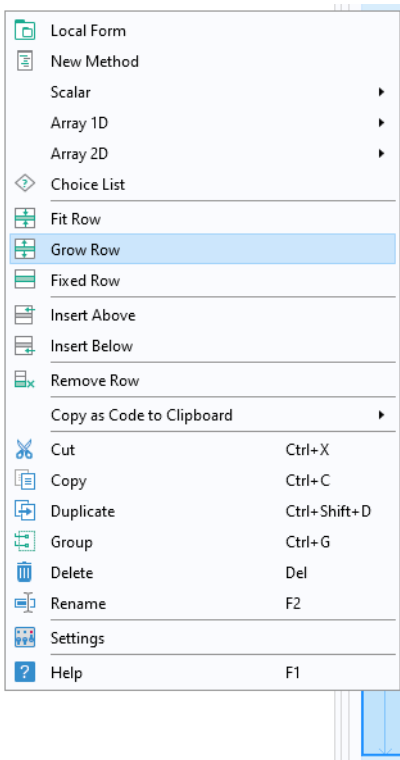 Local Form
New Method
Scalar
Array 1D
Array 2D
Choice List
Fit Row
Grow Row
Fixed Row
Insert Above
Insert Below
Remove Row
Copy as Code to Clipboard
Cut Ctrl+X
Copy Ctrl+C
Duplicate Ctrl+Shift+D
Group Ctrl+G
Delete Del
Rename F2
Settings
Help F1